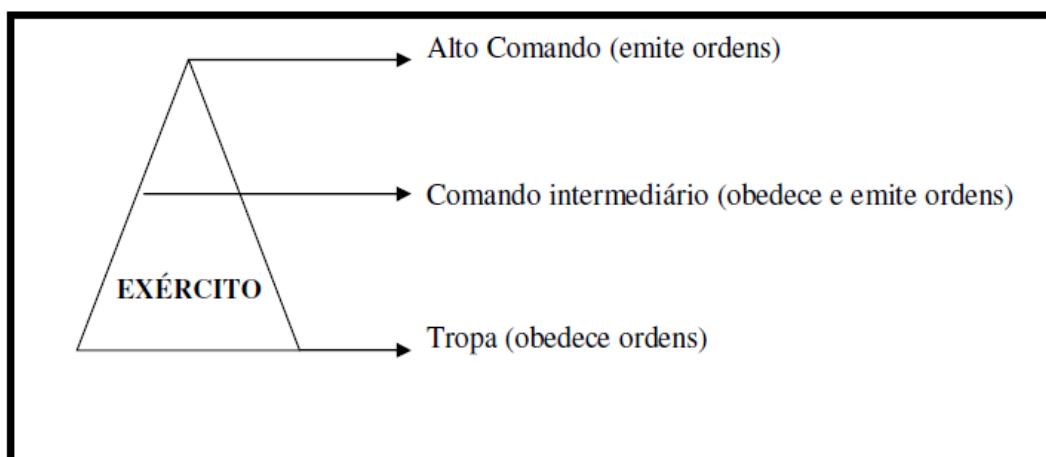 Alto Comando (emite ordens)
Comando intermediário (obedece e emite ordens)
EXÉRCITO
Tropa (obedece ordens)